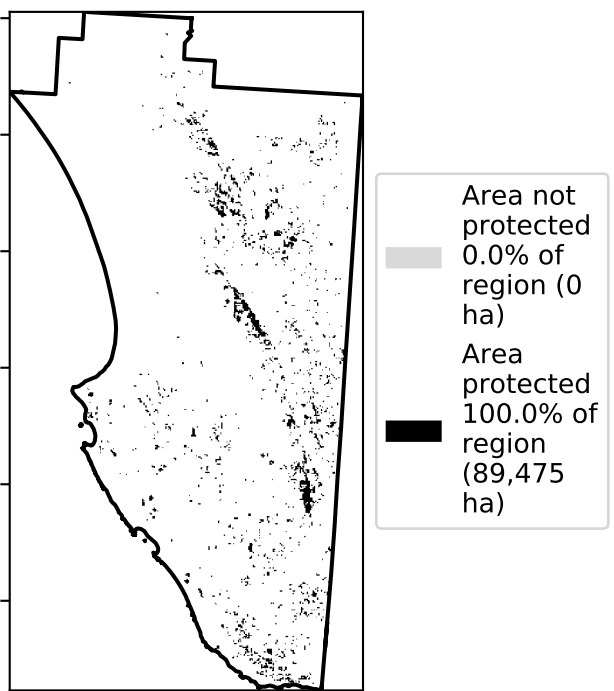 Area not
protected
0.0% of
region (0
ha)
Area
protected
100.0% of
region
(89,475
ha)